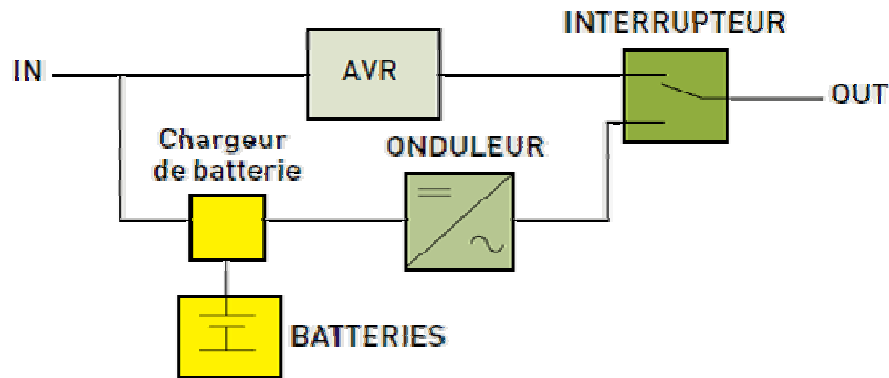 INTERRUPTEUR
IN
AVR
OUT
Chargeur
de batterie
ONDULEUR
BATTERIES